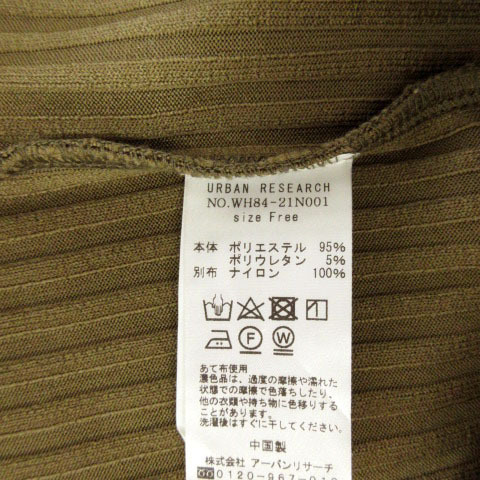 URBAN RESEARCH
NO.WH84-21N001
size Free
本体 ポリエステル 95%
ポリウレタン 5%
別布 ナイロン 100%
F W
あて布使用
濃色品は、過度の摩擦や濡れた
状態での摩擦で色落ちしたり、
他の衣類や持ち物に色移りする
ことがあります。
洗濯後はすぐに干してください。
中国製
株式会社 アーバンリサーチ
0120-967-010